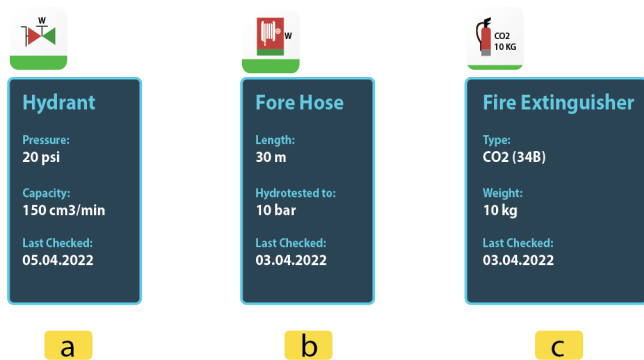 W
Hydrant
Pressure:
20 psi
Capacity:
150 cm3/min
Last Checked:
05.04.2022
a
W
Fore Hose
Length:
30 m
Hydrotested to:
10 bar
Last Checked:
03.04.2022
b
CO2
10 KG
Fire Extinguisher
Type:
CO2 (34B)
Weight:
10 kg
Last Checked:
03.04.2022
c